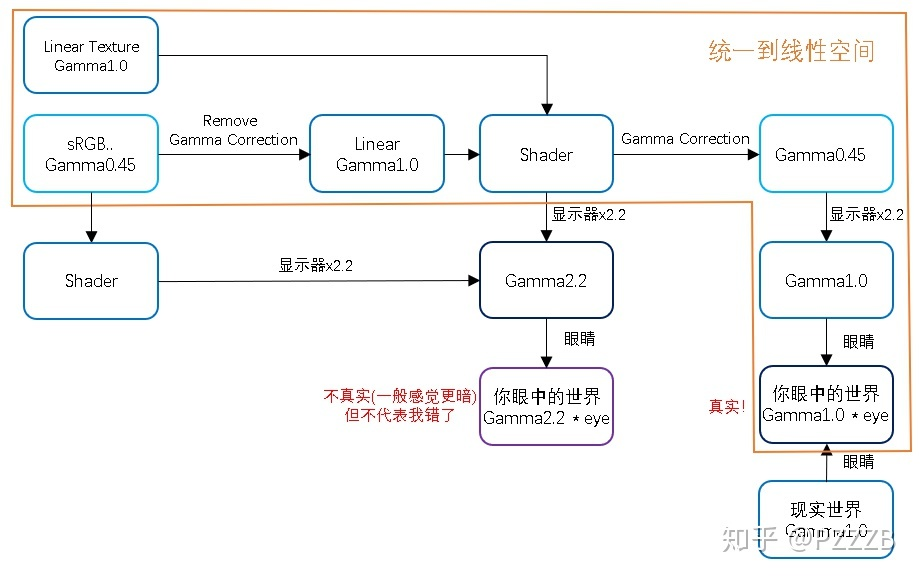 Linear Texture
Gamma1.0
统一到线性空间
sRGB..
Gamma0.45
Remove
Gamma Correction
Linear
Gamma1.0
Shader
Gamma Correction
Gamma0.45
显示器x2.2
显示器x2.2
Shader
显示器x2.2
Gamma2.2
Gamma1.0
眼睛
眼睛
不真实(一般感觉更暗)
但不代表我错了
你眼中的世界
Gamma2.2 * eye
真实!
你眼中的世界
Gamma1.0 * eye
眼睛
现实世界
Gamma1.0
知乎 @PZZZB